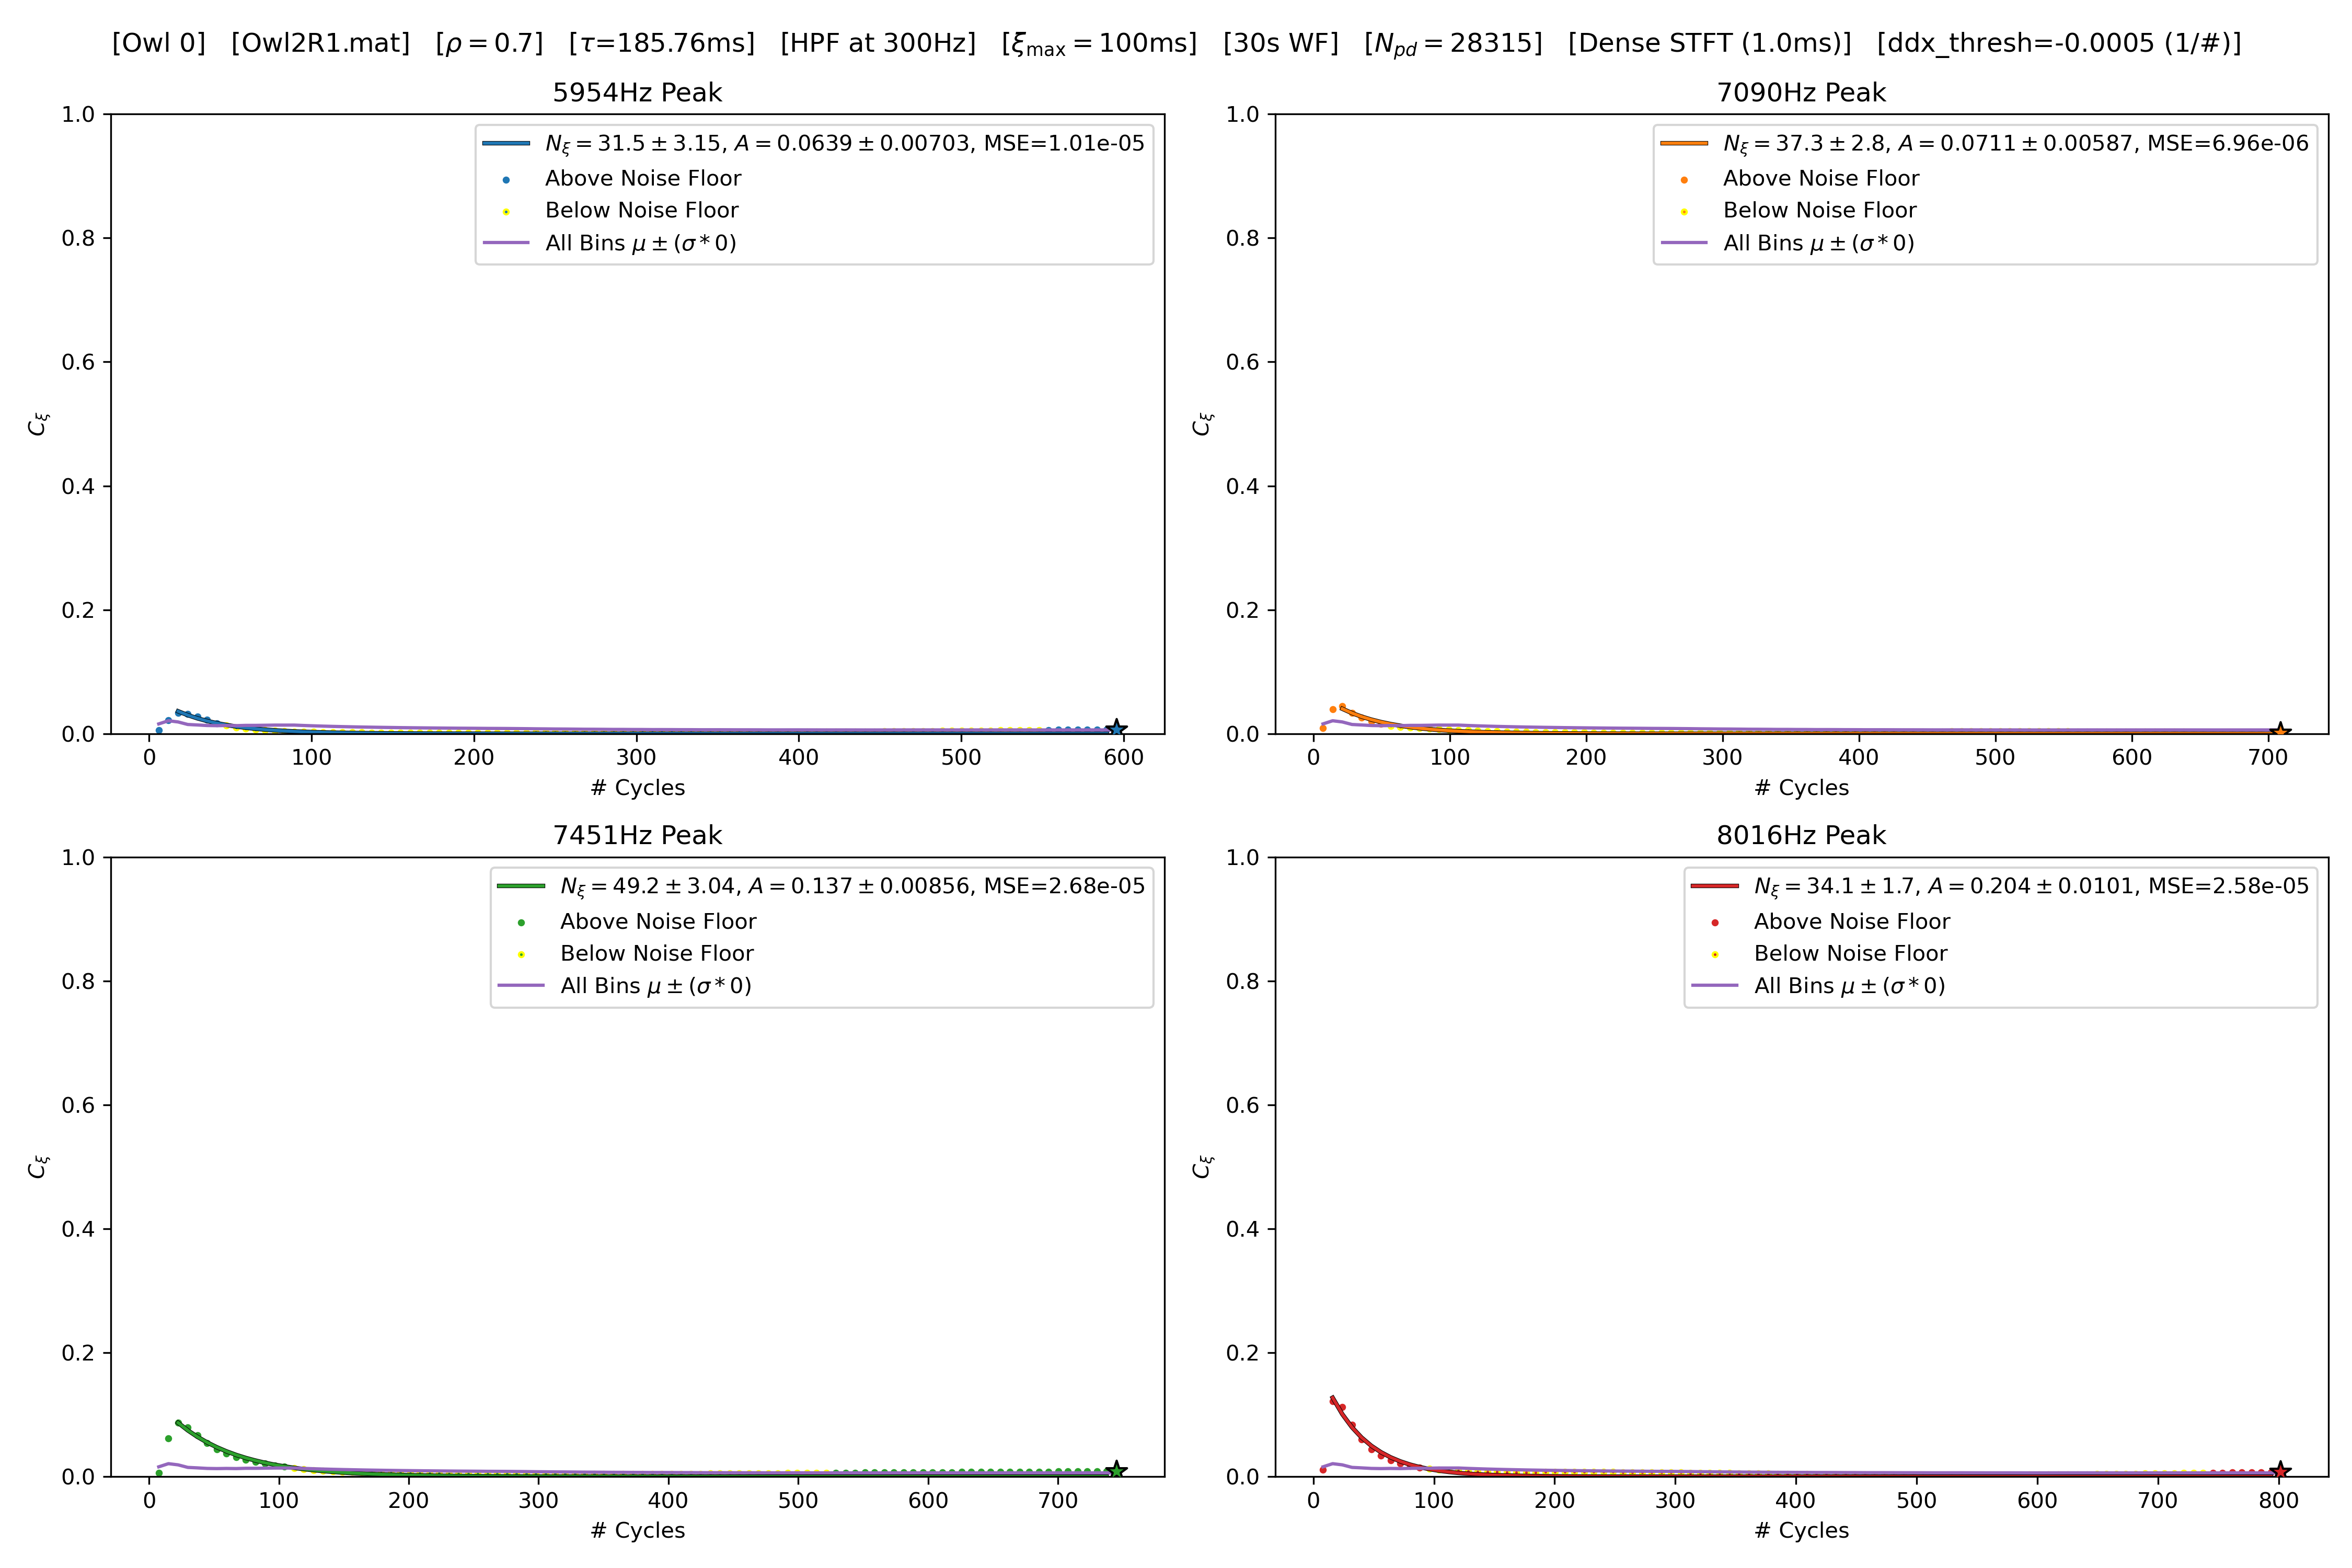 [Owl 0] [Owl2R1.mat] [ρ = 0.7] [τ=185.76ms] [HPF at 300Hz] [ξmax = 100ms] [30s WF] [Npd = 28315] [Dense STFT (1.0ms)] [ddx_thresh=-0.0005 (1/#)]
5954Hz Peak
Nξ = 31.5 ± 3.15, A = 0.0639 ± 0.00703, MSE=1.01e-05
Above Noise Floor
Below Noise Floor
All Bins μ ± (σ * 0)
1.0
0.8
0.6
0.4
0.2
0.0
Cξ
0 100 200 300 400 500 600
# Cycles
7090Hz Peak
Nξ = 37.3 ± 2.8, A = 0.0711 ± 0.00587, MSE=6.96e-06
Above Noise Floor
Below Noise Floor
All Bins μ ± (σ * 0)
1.0
0.8
0.6
0.4
0.2
0.0
Cξ
0 100 200 300 400 500 600 700
# Cycles
7451Hz Peak
Nξ = 49.2 ± 3.04, A = 0.137 ± 0.00856, MSE=2.68e-05
Above Noise Floor
Below Noise Floor
All Bins μ ± (σ * 0)
1.0
0.8
0.6
0.4
0.2
0.0
Cξ
0 100 200 300 400 500 600 700
# Cycles
8016Hz Peak
Nξ = 34.1 ± 1.7, A = 0.204 ± 0.0101, MSE=2.58e-05
Above Noise Floor
Below Noise Floor
All Bins μ ± (σ * 0)
1.0
0.8
0.6
0.4
0.2
0.0
Cξ
0 100 200 300 400 500 600 700 800
# Cycles